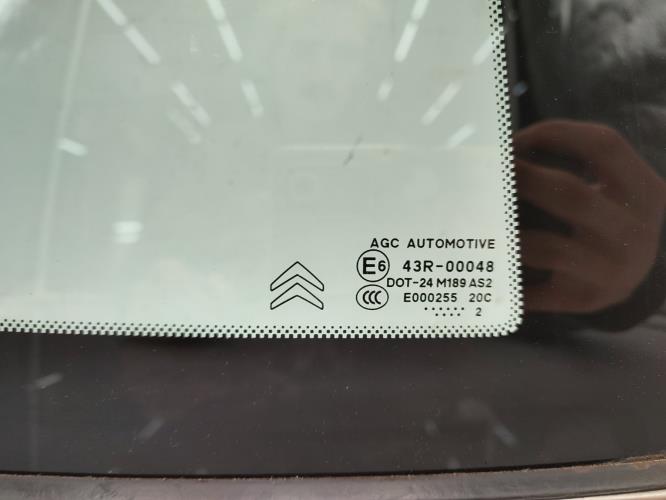 AGC AUTOMOTIVE
E6 43R-00048
DOT-24 M189 AS2
CCC E000255 20C
...... 2